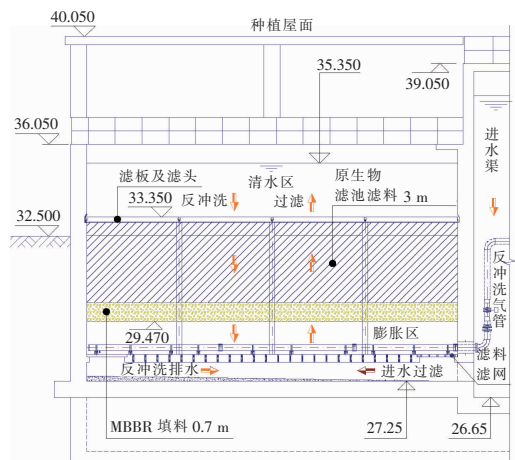 40.050
种植屋面
35.350
39.050
36.050
进水渠
滤板及滤头
清水区
原生物
滤池滤料 3 m
33.350
反冲洗
过滤
32.500
反冲洗气管
29.470
膨胀区
滤料
滤网
反冲洗排水
进水过滤
MBBR 填料 0.7 m
27.25
26.65